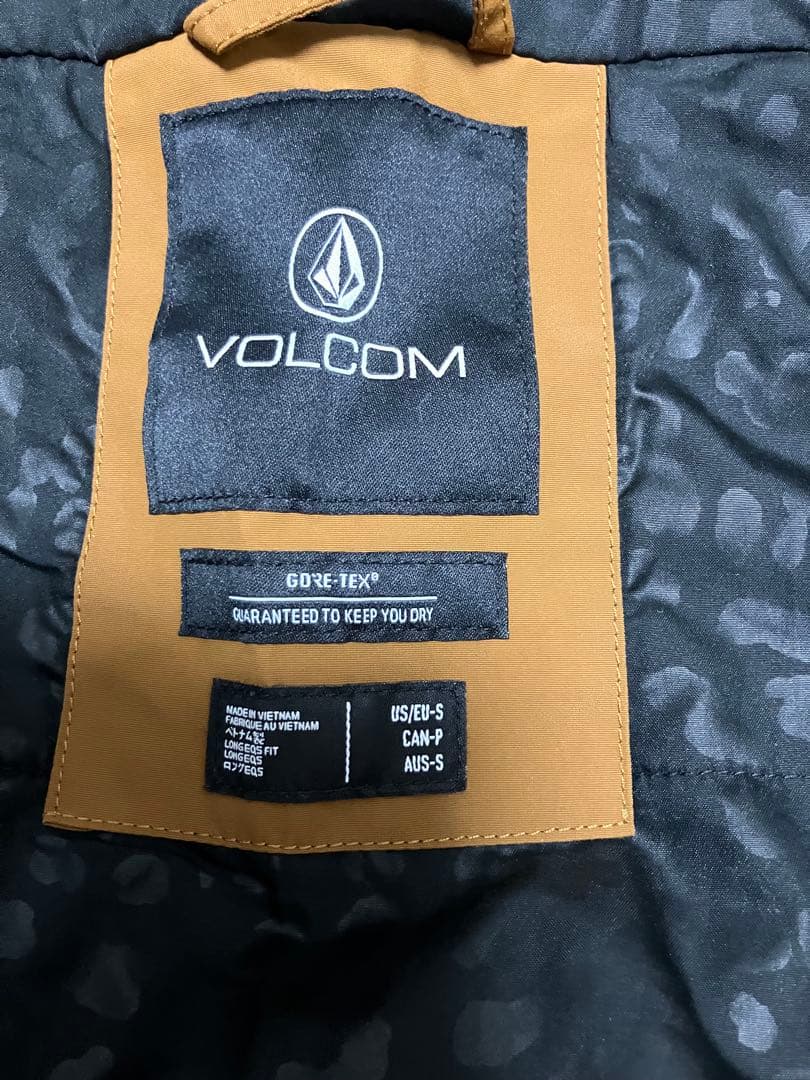 VOLCOM
GORE-TEX®
GUARANTEED TO KEEP YOU DRY
MADE IN VIETNAM
FABRIQUE AU VIETNAM
ベトナム製
LONGEQS FIT
LONGEQS
ロングEQS
US/EU-S
CAN-P
AUS-S